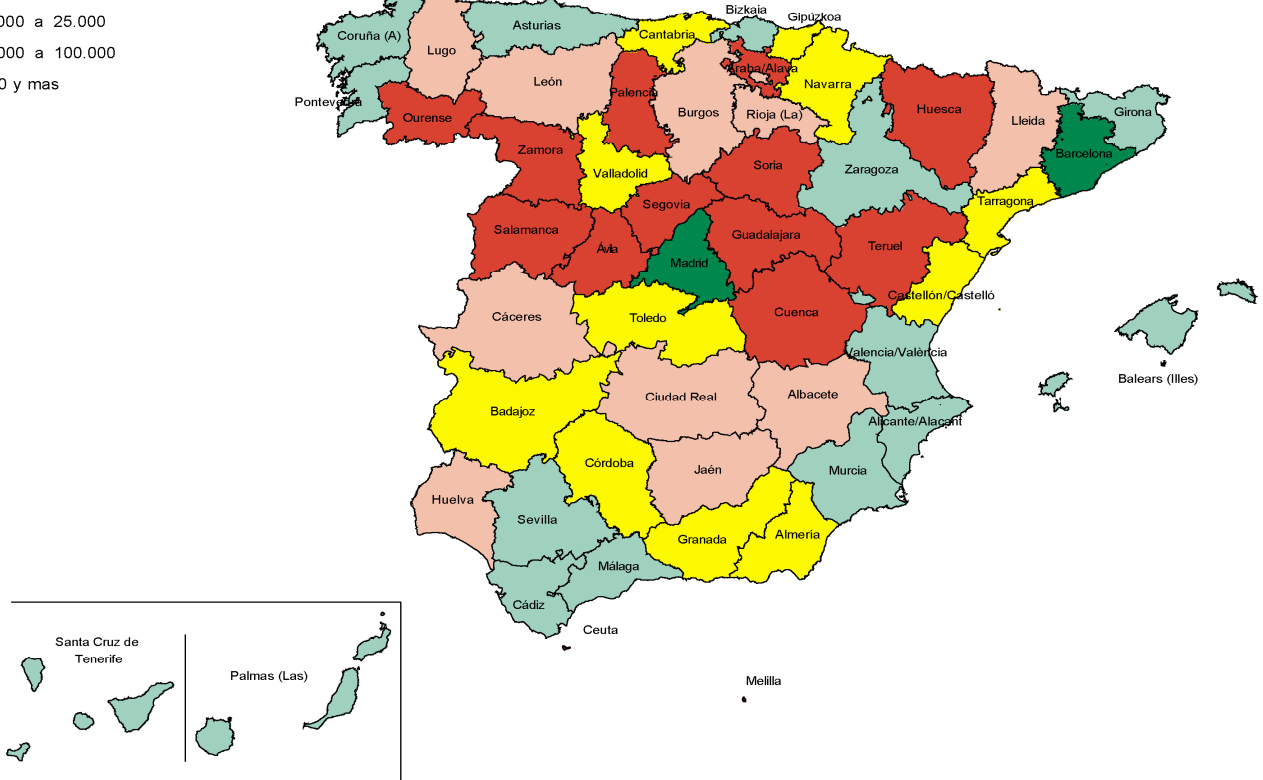 000 a 25.000
000 a 100.000
0 y mas
Bizkaia
Gipúzkoa
Coruña (A)
Lugo
Asturias
Cantabria
Araba/Alava
Navarra
León
Palencia
Burgos
Rioja (La)
Huesca
Lleida
Girona
Barcelona
Pontevedra
Ourense
Zamora
Valladolid
Soria
Zaragoza
Tarragona
Segovia
Salamanca
Ávila
Guadalajara
Teruel
Madrid
Castellón/Castelló
Cáceres
Toledo
Cuenca
Valencia/València
Balears (Illes)
Badajoz
Ciudad Real
Albacete
Alicante/Alacant
Córdoba
Jaén
Murcia
Huelva
Sevilla
Granada
Almería
Málaga
Cádiz
Ceuta
Melilla
Santa Cruz de
Tenerife
Palmas (Las)